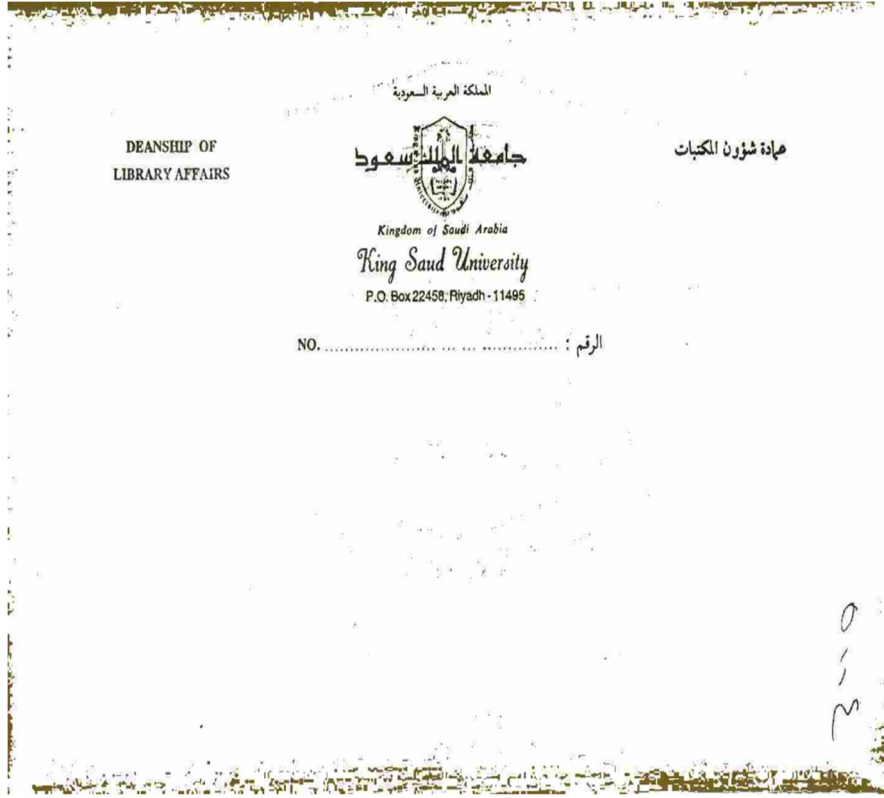 المملكة العربية السعودية
DEANSHIP OF
LIBRARY AFFAIRS
جامعة الملك سعود
عمادة شؤون المكتبات
Kingdom of Saudi Arabia
King Saud University
P.O. Box 22458, Riyadh - 11495
NO. ............................................ الرقم :